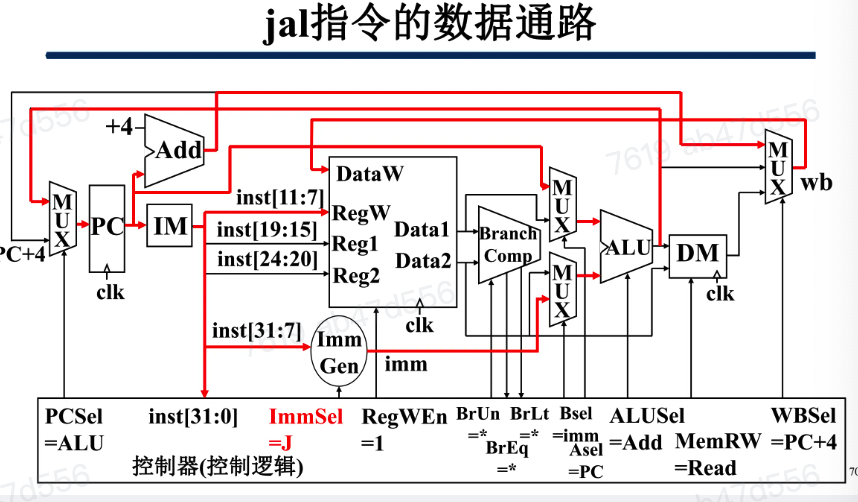 jal指令的数据通路
+4
Add
MUX
PC
IM
PC+4
clk
inst[11:7]
inst[19:15]
inst[24:20]
inst[31:7]
DataW
RegW
Reg1
Reg2
Data1
Data2
clk
Imm
Gen
imm
Branch
Comp
MUX
MUX
ALU
DM
clk
MUX
wb
PCSel
=ALU
inst[31:0]
ImmSel
=J
RegWEn
=1
BrUn
=*
BrEq
=*
BrLt
=*
Bsel
=imm
Asel
=PC
ALUSel
=Add
MemRW
=Read
WBSel
=PC+4
控制器(控制逻辑)
7619 ab47d556